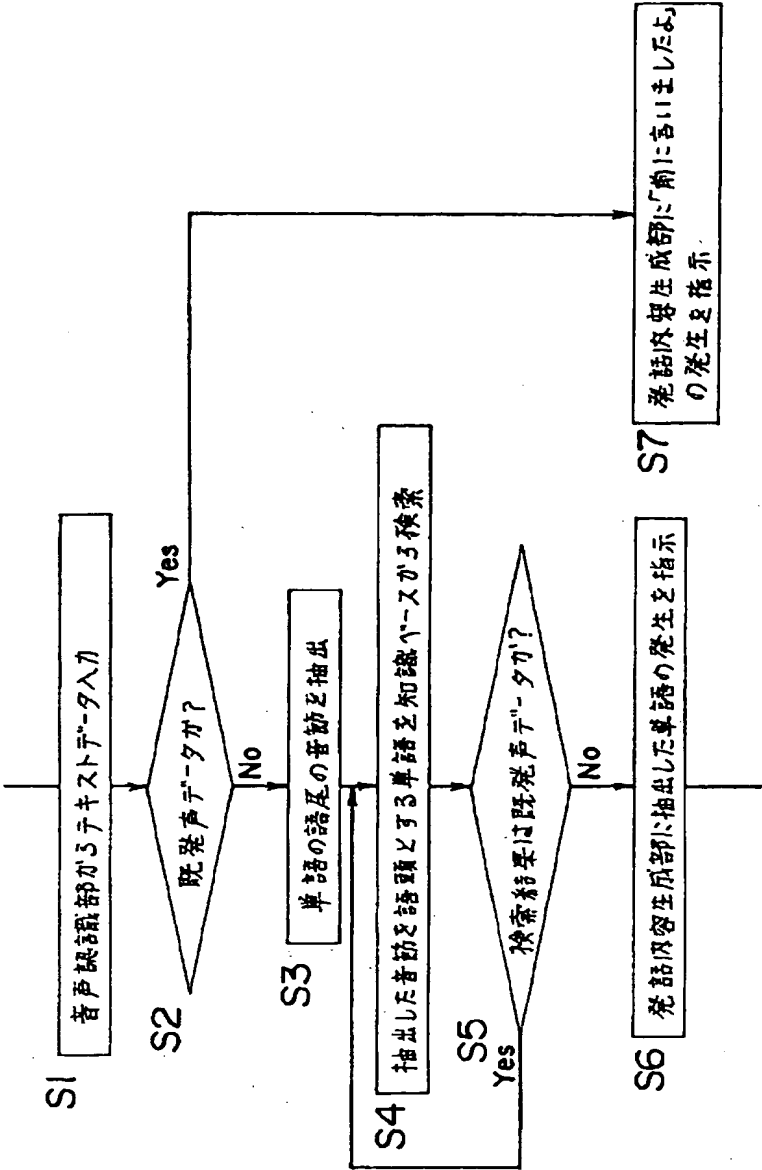 S1
音声認識部からテキストデータ入力
S2
既発声データか?
Yes
No
S3
単語の語尾の音節を抽出
S4
抽出した音節を語頭とする単語を知識ベースから検索
S5
検索結果は既発声データか?
Yes
No
S6
発話内容生成部に抽出した単語の発生を指示
S7
発話内容生成部に「前に言いましたよ」
の発生を指示